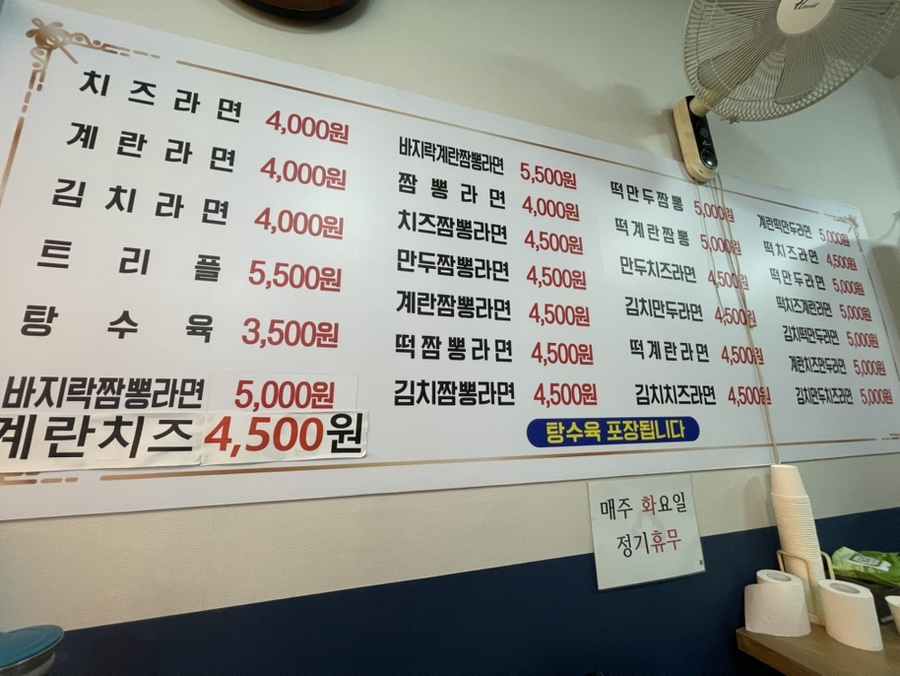 치즈라면 4,000원
계란라면 4,000원
김치라면 4,000원
트리플 5,500원
탕수육 3,500원
바지락짬뽕라면 5,000원
계란치즈 4,500원
바지락계란짬뽕라면 5,500원
짬뽕라면 4,000원
치즈짬뽕라면 4,500원
만두짬뽕라면 4,500원
계란짬뽕라면 4,500원
떡짬뽕라면 4,500원
김치짬뽕라면 4,500원
떡만두짬뽕 5,000원
떡계란짬뽕 5,000원
만두치즈라면 4,500원
김치만두라면 4,500원
떡계란라면 4,500원
김치치즈라면 4,500원
계란떡만두라면 5,000원
떡치즈라면 4,500원
떡만두라면 5,000원
떡치즈계란라면 5,000원
김치떡만두라면 5,000원
계란치즈만두라면 5,000원
김치만두치즈라면 5,000원
탕수육 포장됩니다
매주 화요일
정기휴무